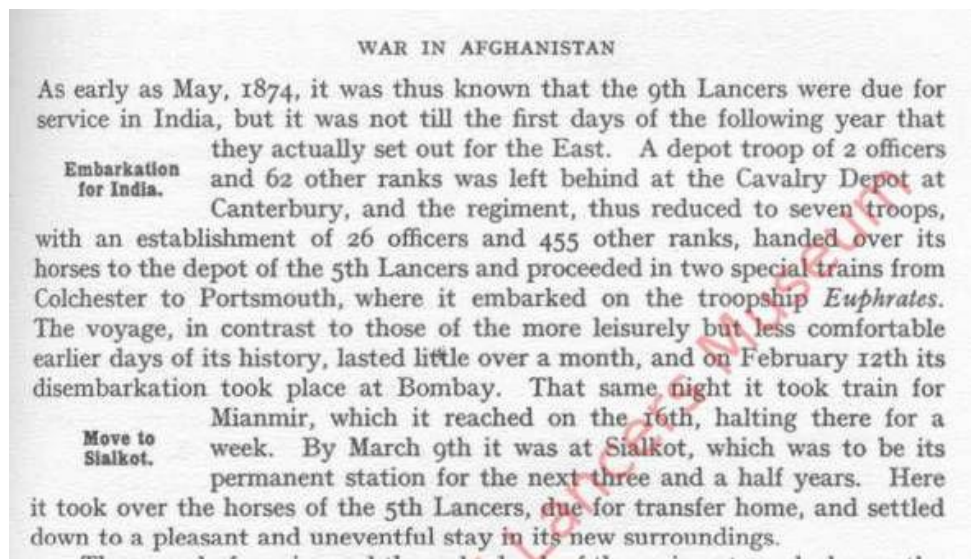 WAR IN AFGHANISTAN
As early as May, 1874, it was thus known that the 9th Lancers were due for
service in India, but it was not till the first days of the following year that
they actually set out for the East. A depot troop of 2 officers
Embarkation
for India.
and 62 other ranks was left behind at the Cavalry Depot at
Canterbury, and the regiment, thus reduced to seven troops,
with an establishment of 26 officers and 455 other ranks, handed over its
horses to the depot of the 5th Lancers and proceeded in two special trains from
Colchester to Portsmouth, where it embarked on the troopship Euphrates.
The voyage, in contrast to those of the more leisurely but less comfortable
earlier days of its history, lasted little over a month, and on February 12th its
disembarkation took place at Bombay. That same night it took train for
Mianmir, which it reached on the 16th, halting there for a
Move to
Sialkot.
week. By March 9th it was at Sialkot, which was to be its
permanent station for the next three and a half years. Here
it took over the horses of the 5th Lancers, due for transfer home, and settled
down to a pleasant and uneventful stay in its new surroundings.
Lancers Museum